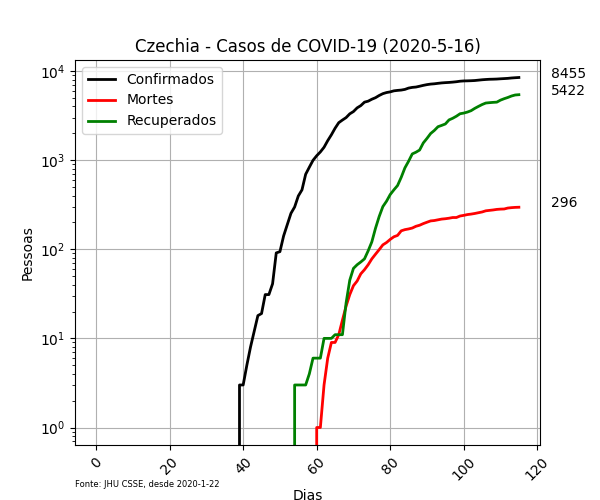 Czechia - Casos de COVID-19 (2020-5-16)
Confirmados
Mortes
Recuperados
8455
5422
296
Pessoas
10⁴
10³
10²
10¹
10⁰
0
20
40
60
80
100
120
Dias
Fonte: JHU CSSE, desde 2020-1-22